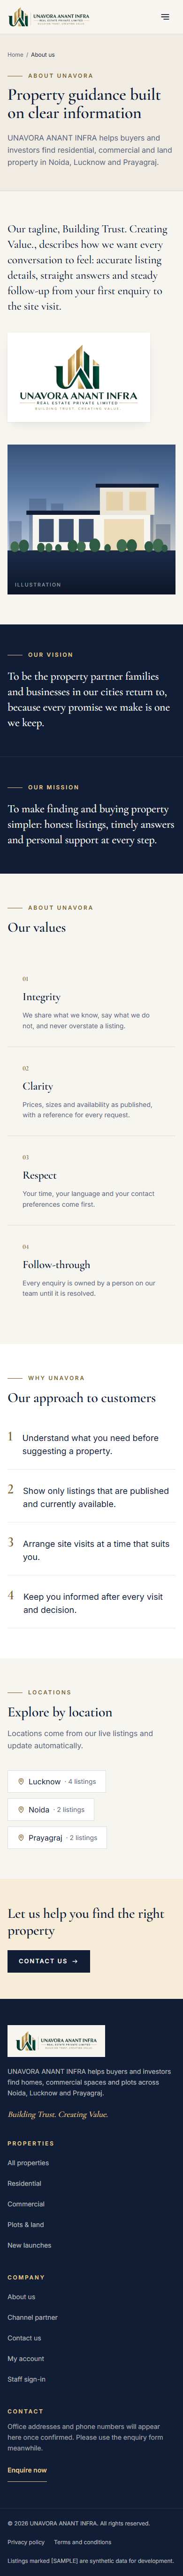 UNAVORA ANANT INFRA
REAL ESTATE PRIVATE LIMITED
Home / About us
ABOUT UNAVORA
Property guidance built
on clear information
UNAVORA ANANT INFRA helps buyers and
investors find residential, commercial and land
property in Noida, Lucknow and Prayagraj.
Our tagline, Building Trust. Creating
Value., describes how we want every
conversation to feel: accurate listing
details, straight answers and steady
follow-up from your first enquiry to
the site visit.
UNAVORA ANANT INFRA
REAL ESTATE PRIVATE LIMITED
BUILDING TRUST. CREATING VALUE.
ILLUSTRATION
OUR VISION
To be the property partner families
and businesses in our cities return to,
because every promise we make is one
we keep.
OUR MISSION
To make finding and buying property
simpler: honest listings, timely answers
and personal support at every step.
ABOUT UNAVORA
Our values
01
Integrity
We share what we know, say what we do
not, and never overstate a listing.
02
Clarity
Prices, sizes and availability as published,
with a reference for every request.
03
Respect
Your time, your language and your contact
preferences come first.
04
Follow-through
Every enquiry is owned by a person on our
team until it is resolved.
WHY UNAVORA
Our approach to customers
1 Understand what you need before
suggesting a property.
2 Show only listings that are published
and currently available.
3 Arrange site visits at a time that suits
you.
4 Keep you informed after every visit
and decision.
LOCATIONS
Explore by location
Locations come from our live listings and
update automatically.
Lucknow · 4 listings
Noida · 2 listings
Prayagraj · 2 listings
Let us help you find the right
property
CONTACT US →
UNAVORA ANANT INFRA
REAL ESTATE PRIVATE LIMITED
UNAVORA ANANT INFRA helps buyers and investors
find homes, commercial spaces and plots across
Noida, Lucknow and Prayagraj.
Building Trust. Creating Value.
PROPERTIES
All properties
Residential
Commercial
Plots & land
New launches
COMPANY
About us
Channel partner
Contact us
My account
Staff sign-in
CONTACT
Office addresses and phone numbers will appear
here once confirmed. Please use the enquiry form
meanwhile.
Enquire now
© 2026 UNAVORA ANANT INFRA. All rights reserved.
Privacy policy Terms and conditions
Listings marked [SAMPLE] are synthetic data for development.